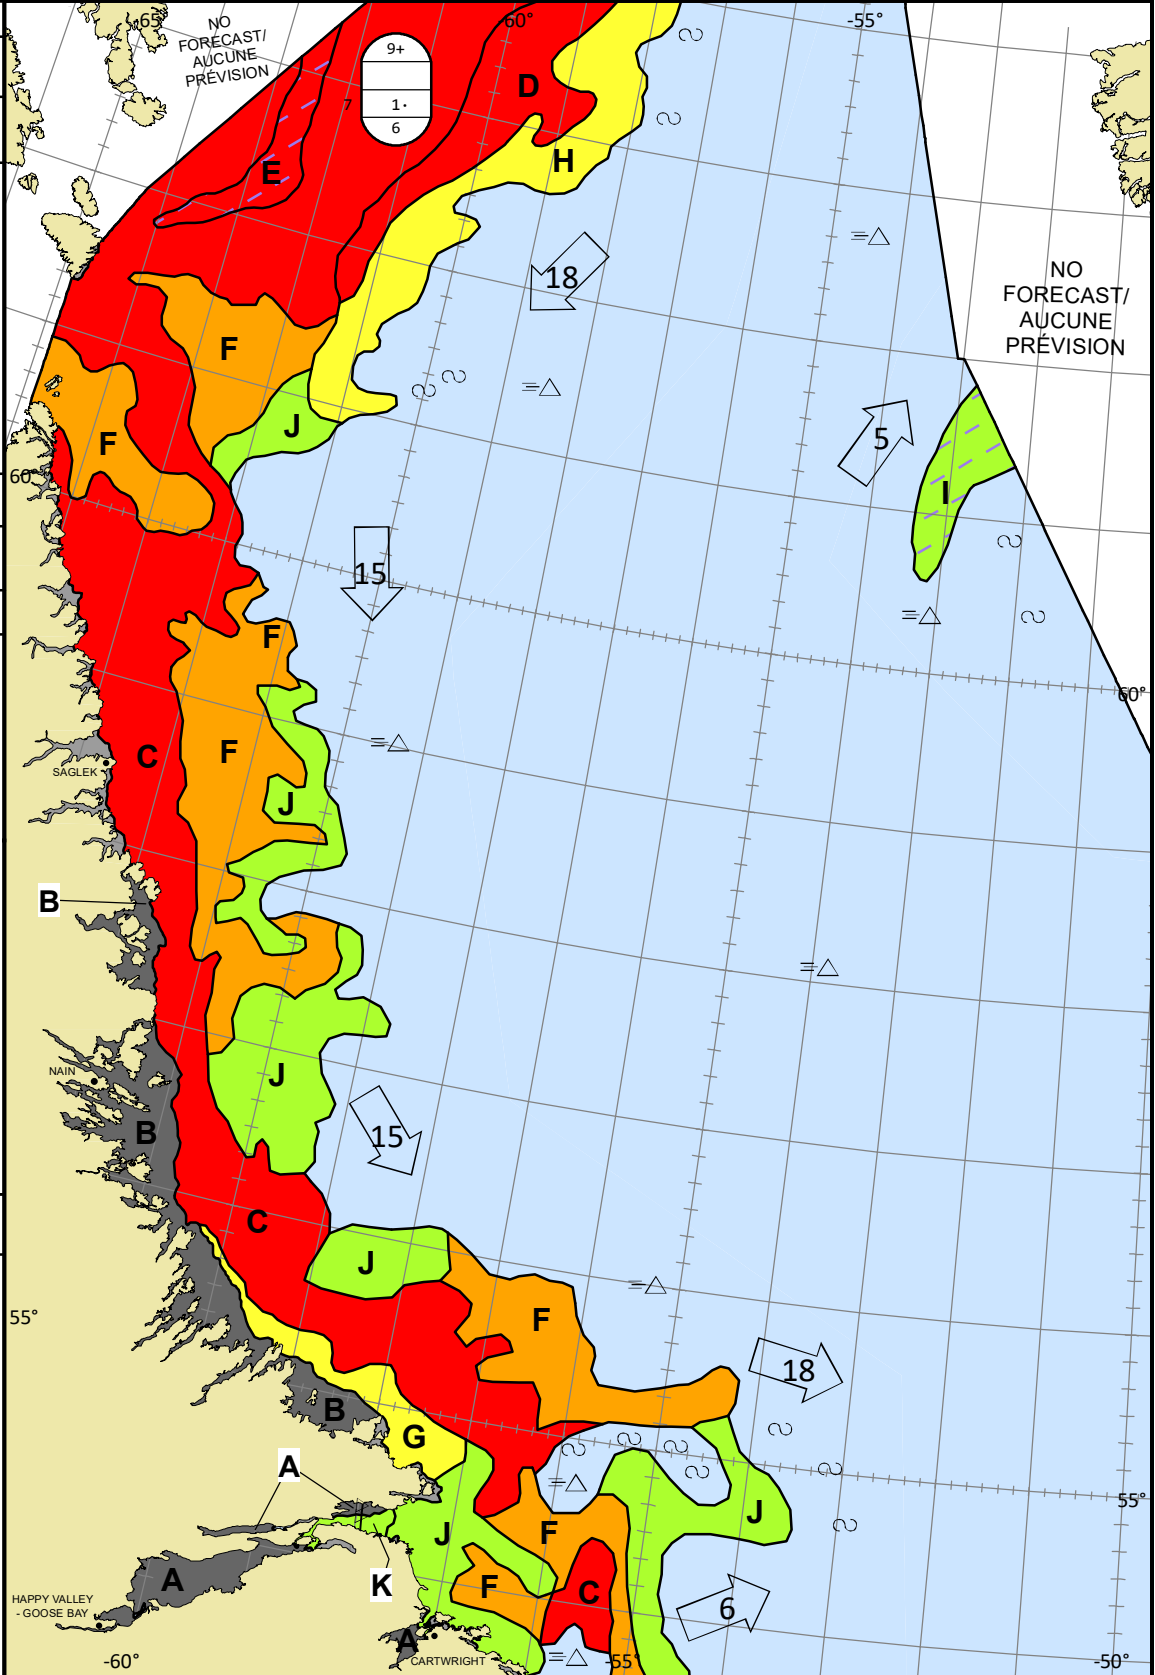 65°
60°
-55°
NO
FORECAST/
AUCUNE
PRÉVISION
9+
7
1·
6
D
H
E
18
NO
FORECAST/
AUCUNE
PRÉVISION
F
J
F
5
60°
I
15
F
60°
C
F
SAGLEK
J
B
NAIN
J
B
15
C
J
55°
F
18
B
G
A
55°
J
J
F
A
K
F
C
HAPPY VALLEY
- GOOSE BAY
6
A
CARTWRIGHT
-60°
-55°
-50°